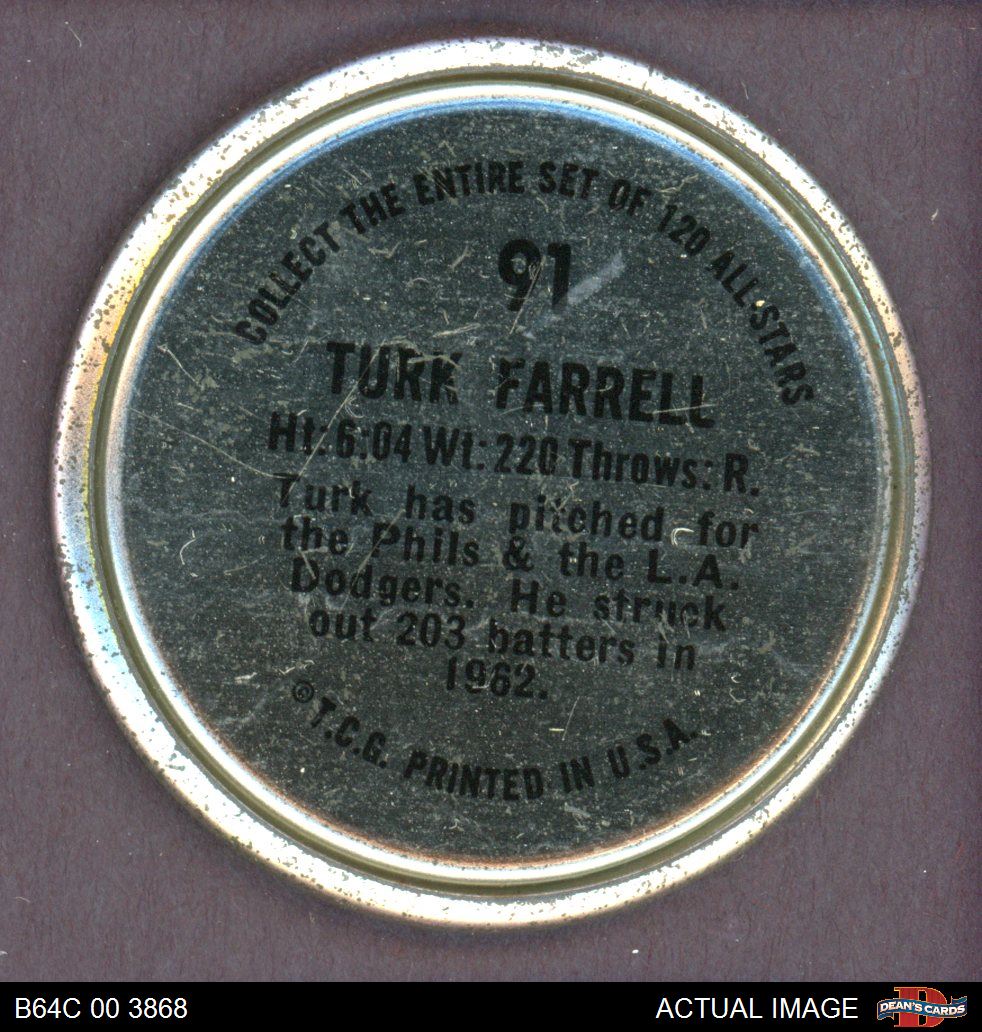 COLLECT THE ENTIRE SET OF 120 ALL-STARS
91
TURK FARRELL
Ht: 6:04 Wt: 220 Throws: R.
Turk has pitched for
the Phils & the L.A.
Dodgers. He struck
out 203 batters in
1962.
© T.C.G. PRINTED IN U.S.A.
B64C 00 3868
ACTUAL IMAGE
DEAN'S CARDS